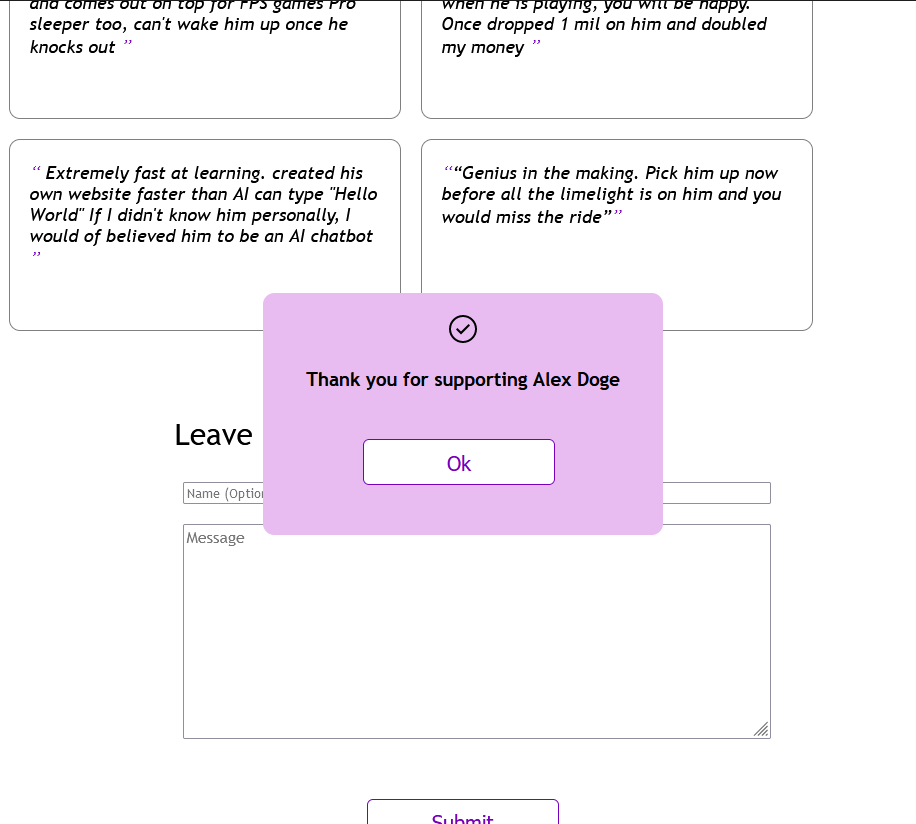 and comes out on top for FPS games Pro
sleeper too, can't wake him up once he
knocks out ”
when he is playing, you will be happy.
Once dropped 1 mil on him and doubled
my money ”
“ Extremely fast at learning. created his
own website faster than AI can type "Hello
World" If I didn't know him personally, I
would of believed him to be an AI chatbot
”
““Genius in the making. Pick him up now
before all the limelight is on him and you
would miss the ride””
Thank you for supporting Alex Doge
Ok
Leave
Name (Option
Message
Submit